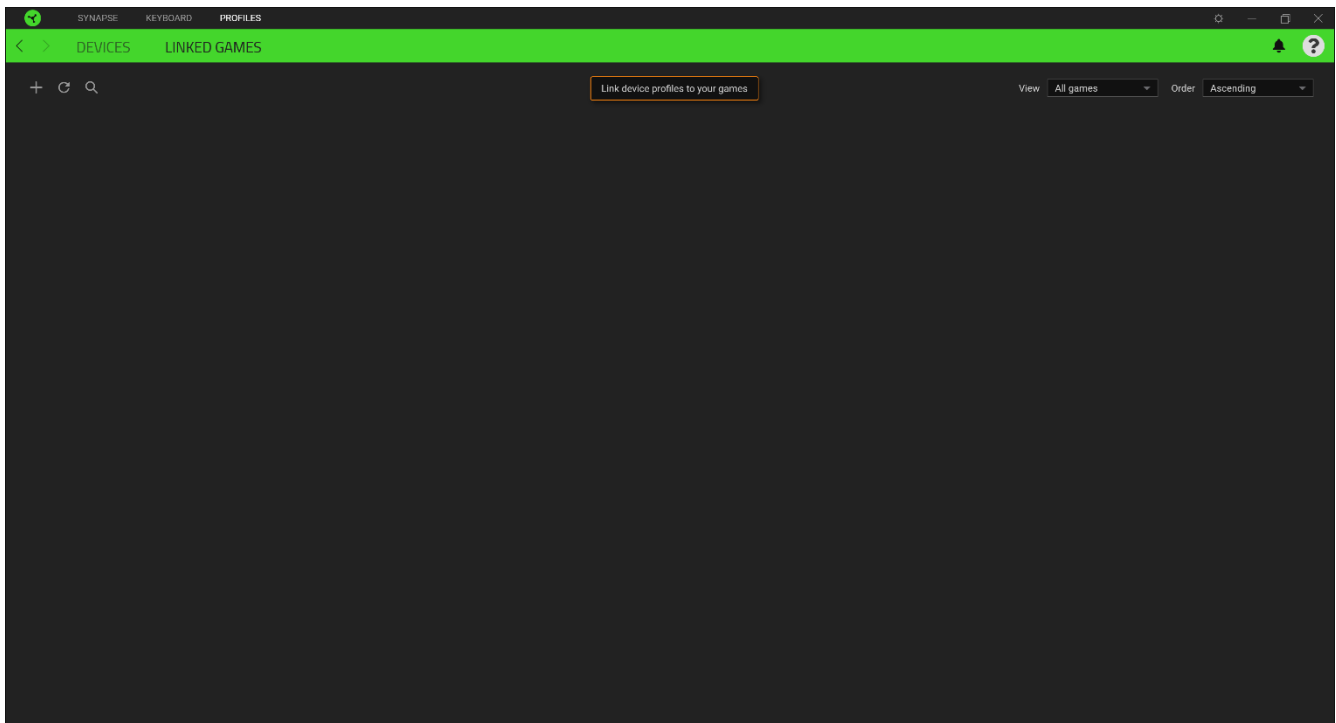 SYNAPSE KEYBOARD PROFILES
DEVICES LINKED GAMES ?
Link device profiles to your games View All games Order Ascending